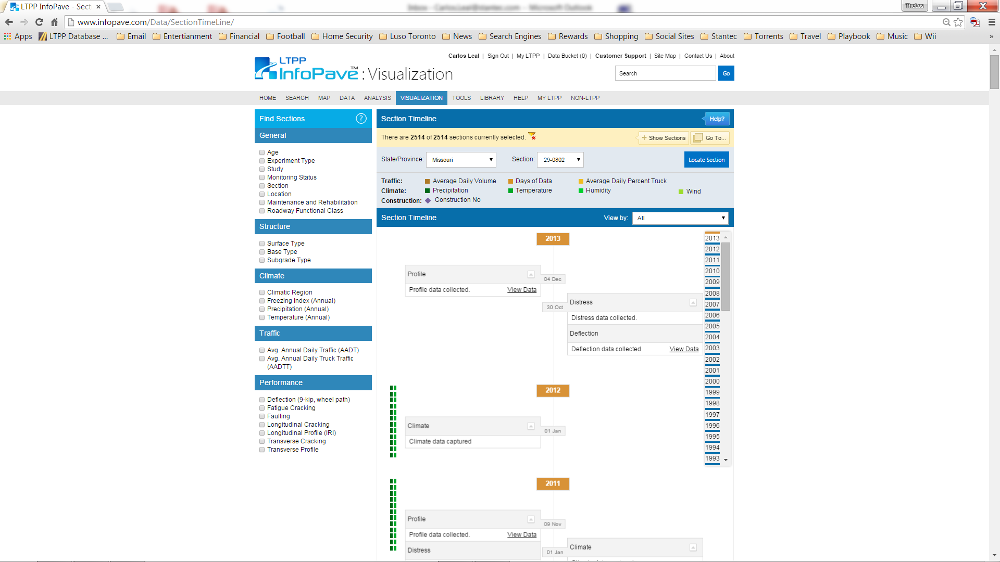 LTPP InfoPave - Secti
TheLos
www.infopave.com/Data/SectionTimeLine/
Apps LTPP Database ... Email Entertianment Financial Football Home Security Luso Toronto News Search Engines Rewards Shopping Social Sites Stantec Torrents Travel Playbook Music Wii »
Carlos Leal | Sign Out | My LTPP | Data Bucket (0) | Customer Support | Site Map | Contact Us | About
LTPP
InfoPave™ : Visualization
Search Go
HOME SEARCH MAP DATA ANALYSIS VISUALIZATION TOOLS LIBRARY HELP MY LTPP NON-LTPP
Find Sections ?
General
Age
Experiment Type
Study
Monitoring Status
Section
Location
Maintenance and Rehabilitation
Roadway Functional Class
Structure
Surface Type
Base Type
Subgrade Type
Climate
Climatic Region
Freezing Index (Annual)
Precipitation (Annual)
Temperature (Annual)
Traffic
Avg. Annual Daily Traffic (AADT)
Avg. Annual Daily Truck Traffic
(AADTT)
Performance
Deflection (9-kip, wheel path)
Fatigue Cracking
Faulting
Longitudinal Cracking
Longitudinal Profile (IRI)
Transverse Cracking
Transverse Profile
Section Timeline Help?
There are 2514 of 2514 sections currently selected. + Show Sections Go To...
State/Province: Missouri Section: 29-0802 Locate Section
Traffic: Average Daily Volume Days of Data Average Daily Percent Truck
Climate: Precipitation Temperature Humidity Wind
Construction: Construction No
Section Timeline View by: All
2013
Profile
04 Dec
Profile data collected. View Data
30 Oct
Distress
Distress data collected.
Deflection
Deflection data collected View Data
2012
Climate
01 Jan
Climate data captured
2011
Profile
09 Nov
Profile data collected. View Data
Distress
01 Jan
Climate
2013
2012
2011
2010
2009
2008
2007
2006
2005
2004
2003
2002
2001
2000
1999
1998
1997
1996
1995
1994
1993